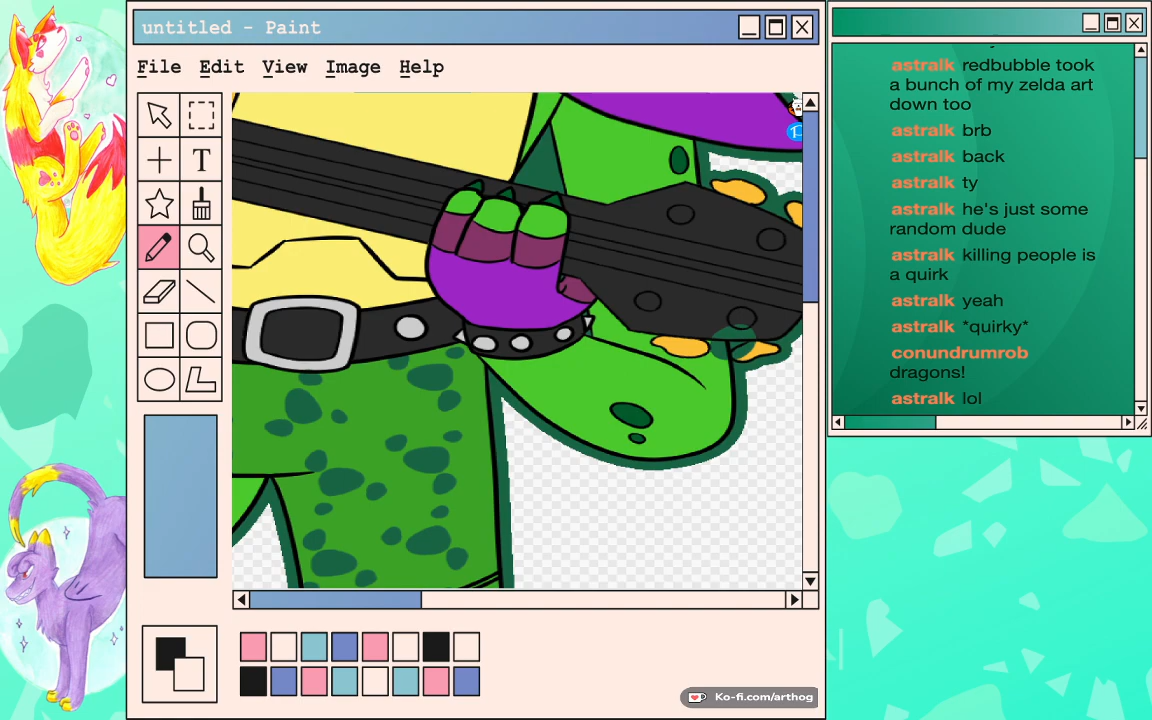 untitled - Paint
File Edit View Image Help
T
Ko-fi.com/arthog
astralk redbubble took
a bunch of my zelda art
down too
astralk brb
astralk back
astralk ty
astralk he's just some
random dude
astralk killing people is
a quirk
astralk yeah
astralk *quirky*
conundrumrob
dragons!
astralk lol